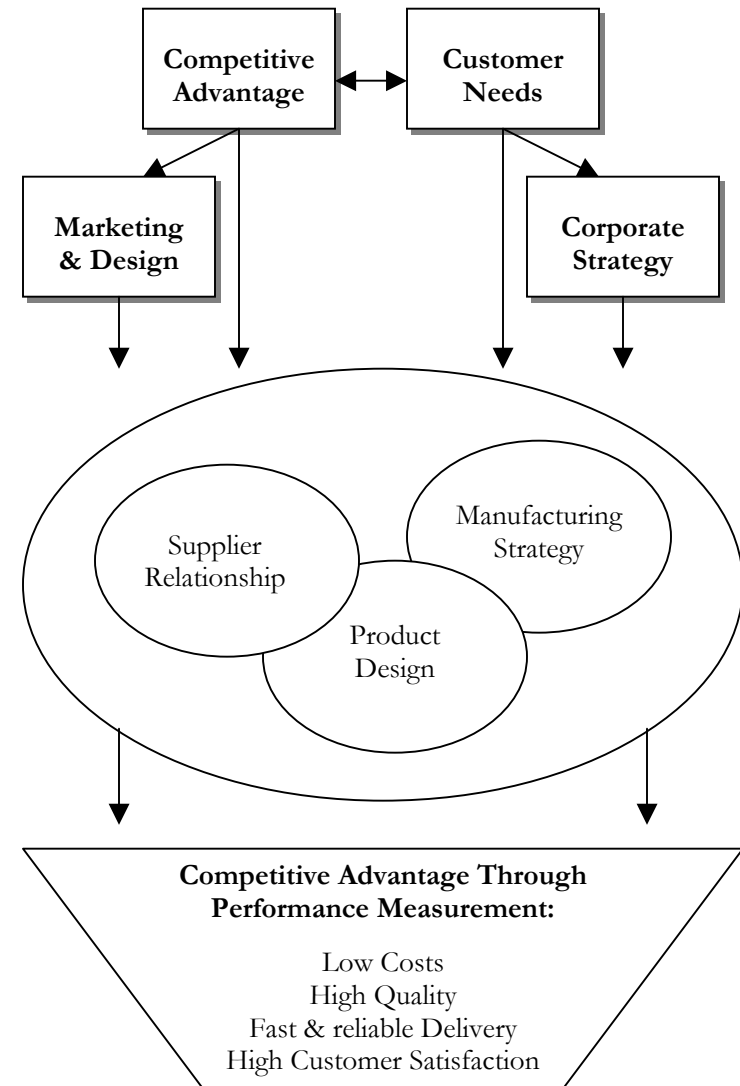 Competitive
Advantage
Customer
Needs
Marketing
& Design
Corporate
Strategy
Supplier
Relationship
Manufacturing
Strategy
Product
Design
Competitive Advantage Through
Performance Measurement:
Low Costs
High Quality
Fast & reliable Delivery
High Customer Satisfaction